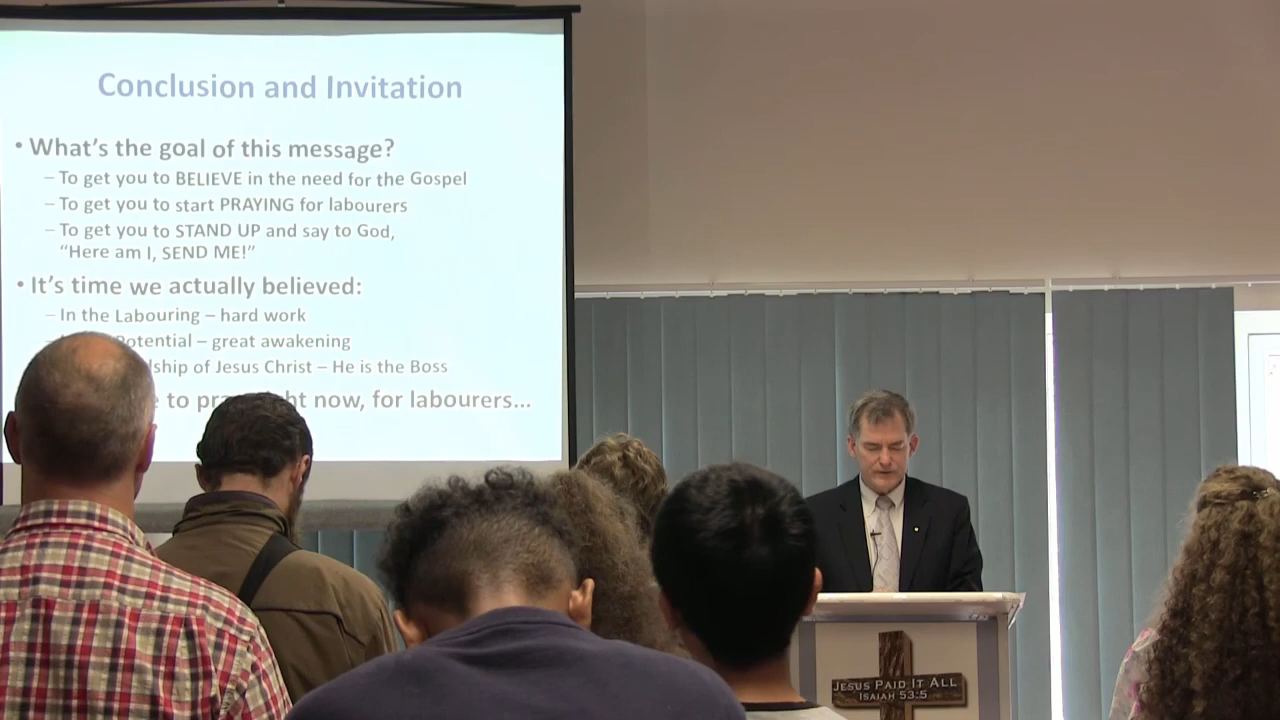 Conclusion and Invitation
• What's the goal of this message?
– To get you to BELIEVE in the need for the Gospel
– To get you to start PRAYING for labourers
– To get you to STAND UP and say to God,
"Here am I, SEND ME!"
• It's time we actually believed:
– In the Labouring – hard work
Potential – great awakening
of Jesus Christ – He is the Boss
to now, for labourers...
JESUS PAID IT ALL
ISAIAH 53:5